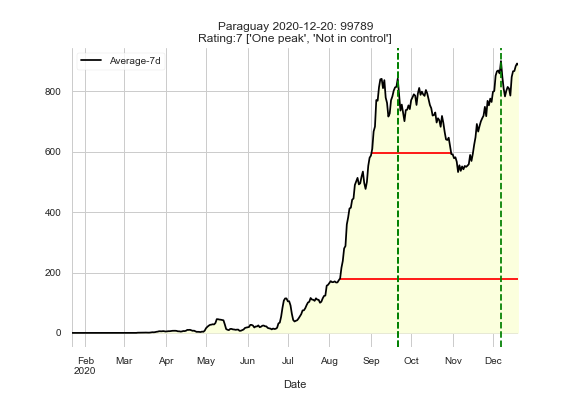 Paraguay 2020-12-20: 99789
Rating:7 ['One peak', 'Not in control']
Average-7d
800
600
400
200
0
Feb Mar Apr May Jun Jul Aug Sep Oct Nov Dec
2020
Date